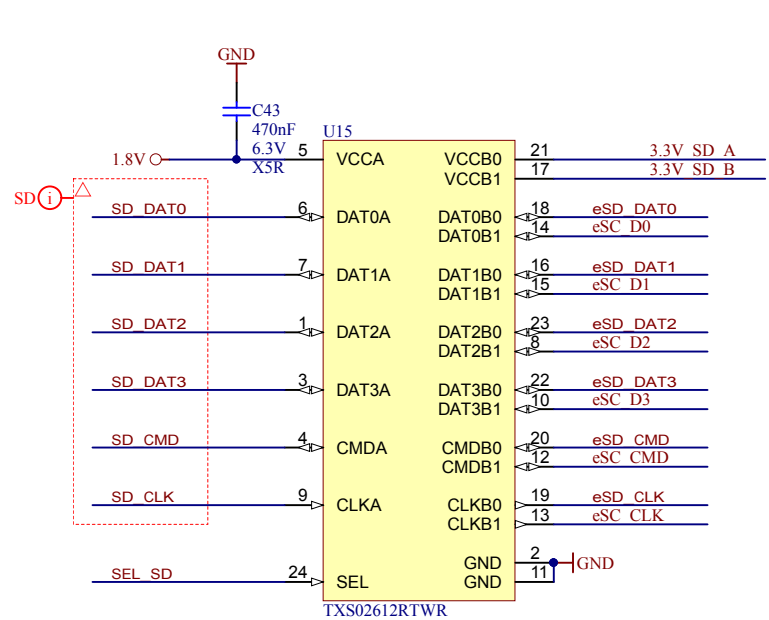 GND
C43
470nF
6.3V
X5R
U15
1.8V
5
VCCA
VCCB0
21
3.3V_SD_A
VCCB1
17
3.3V_SD_B
SD
i
SD_DAT0
6
DAT0A
DAT0B0
18
eSD_DAT0
DAT0B1
14
eSC_D0
SD_DAT1
7
DAT1A
DAT1B0
16
eSD_DAT1
DAT1B1
15
eSC_D1
SD_DAT2
1
DAT2A
DAT2B0
23
eSD_DAT2
DAT2B1
8
eSC_D2
SD_DAT3
3
DAT3A
DAT3B0
22
eSD_DAT3
DAT3B1
10
eSC_D3
SD_CMD
4
CMDA
CMDB0
20
eSD_CMD
CMDB1
12
eSC_CMD
SD_CLK
9
CLKA
CLKB0
19
eSD_CLK
CLKB1
13
eSC_CLK
GND
2
GND
SEL_SD
24
SEL
GND
11
TXS02612RTWR